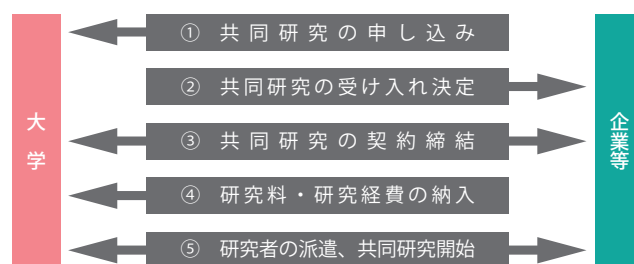 ① 共同研究の申し込み
② 共同研究の受け入れ決定
大学
③ 共同研究の契約締結
企業等
④ 研究料・研究経費の納入
⑤ 研究者の派遣、共同研究開始